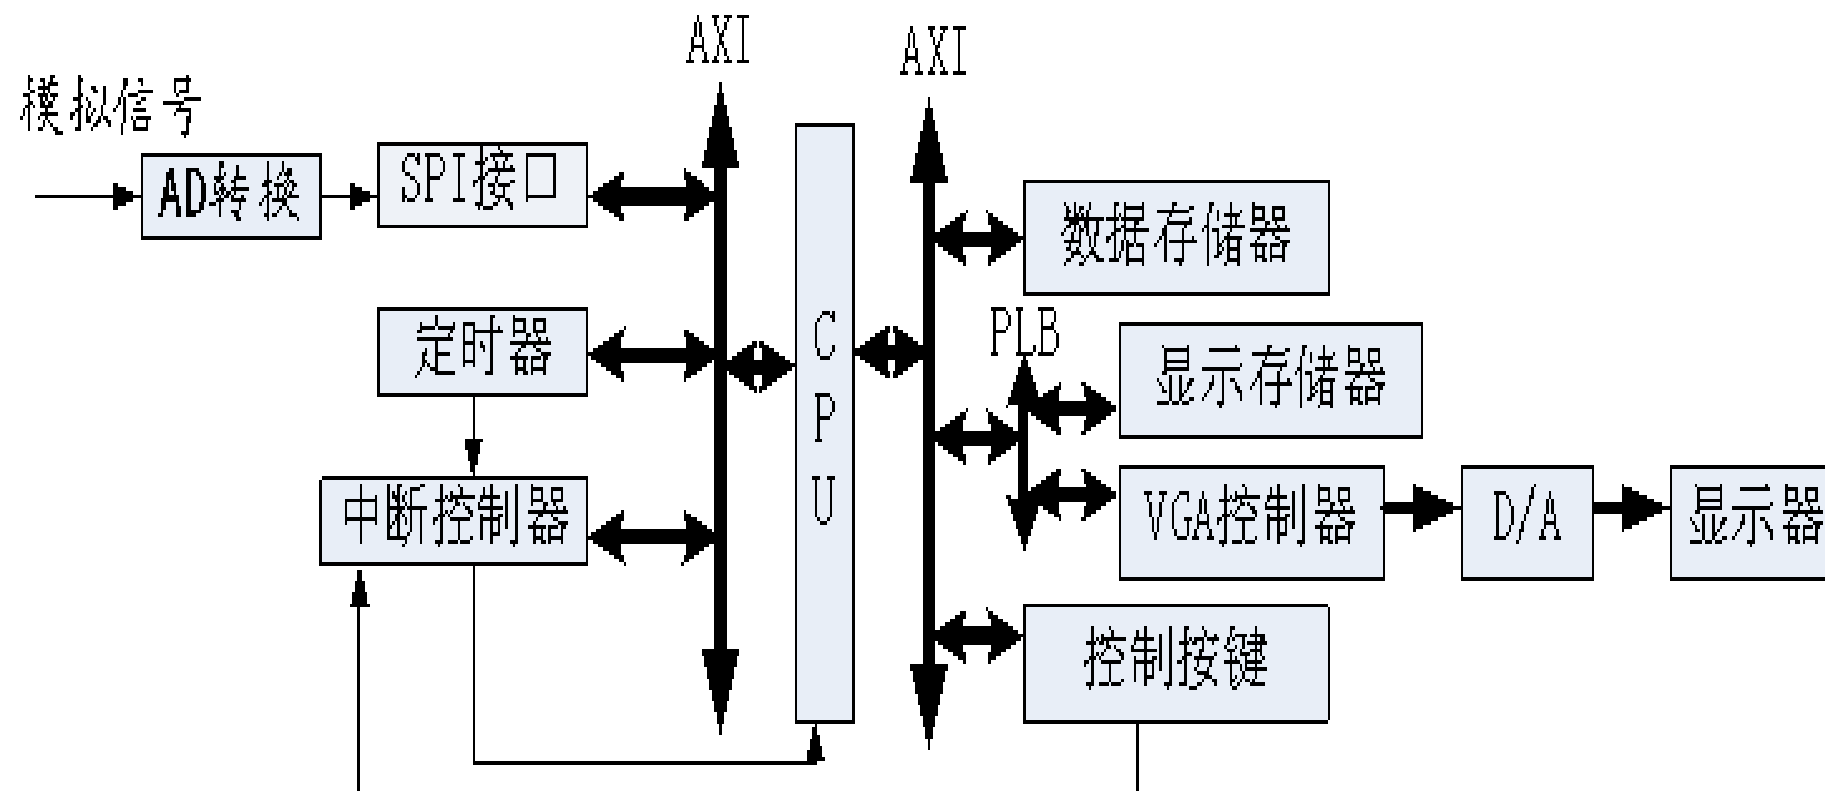 AXI
AXI
模拟信号
AD转换
SPI接口
数据存储器
定时器
CPU
PLB
显示存储器
中断控制器
VGA控制器
D/A
显示器
控制按键